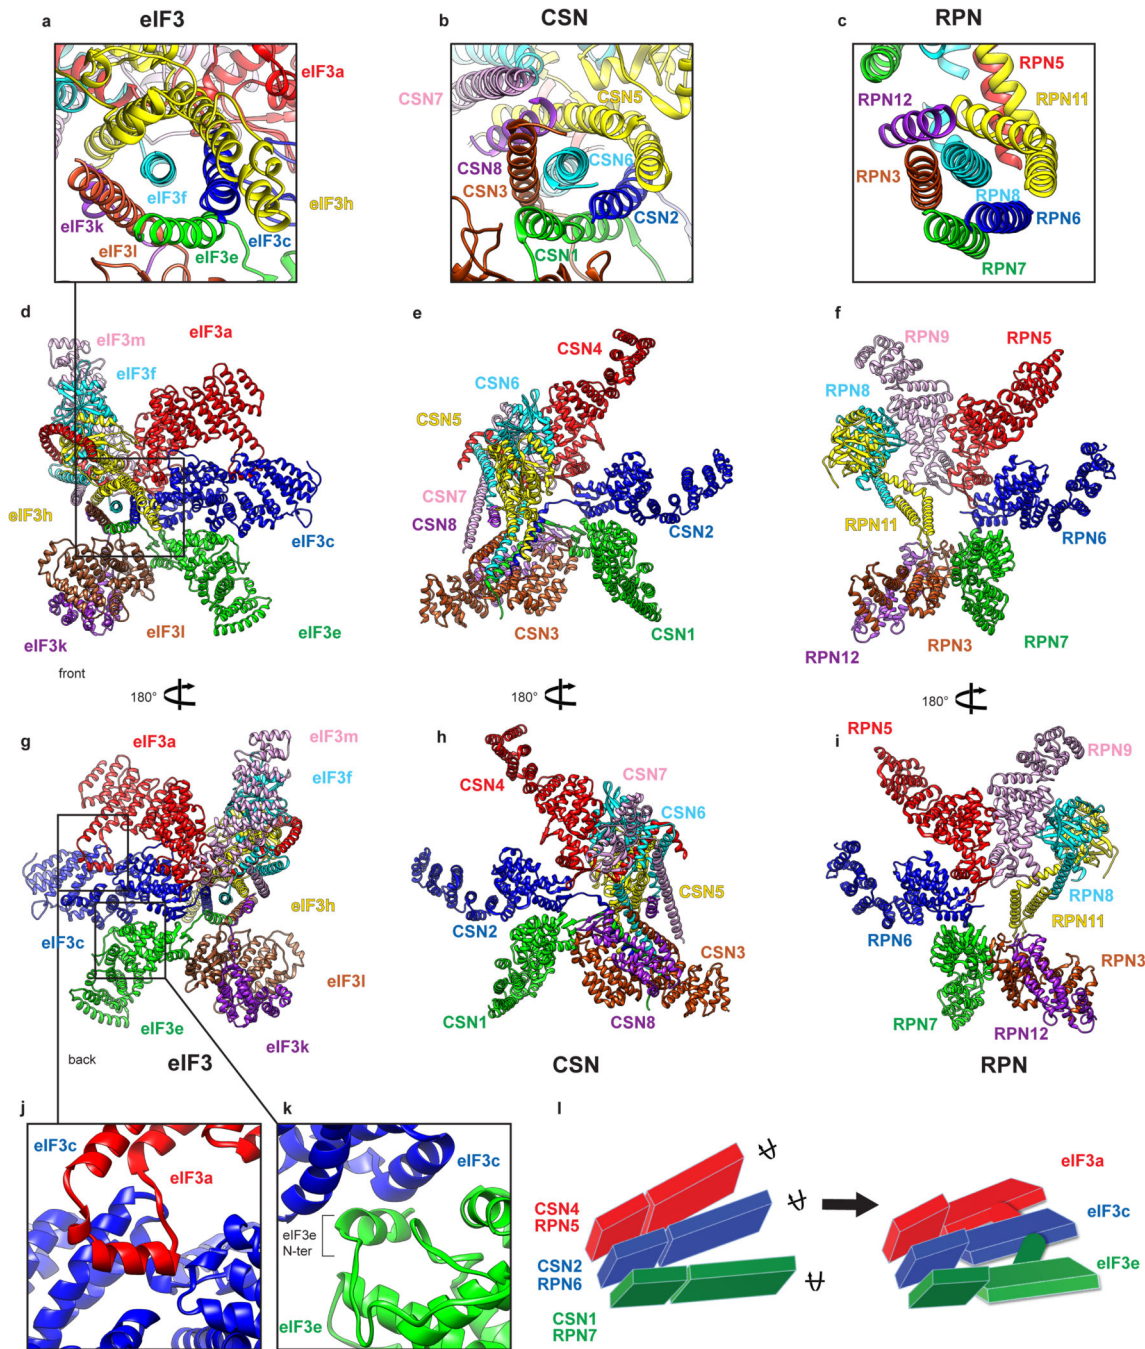 a
eIF3
b
CSN
c
RPN
eIF3a
eIF3f
eIF3h
eIF3k
eIF3l
eIF3e
eIF3c
CSN7
CSN5
CSN8
CSN6
CSN3
CSN2
CSN1
RPN5
RPN12
RPN11
RPN3
RPN8
RPN6
RPN7
d
eIF3a
eIF3m
eIF3f
eIF3h
eIF3c
eIF3l
eIF3k
eIF3e
front
180°
e
CSN4
CSN6
CSN5
CSN7
CSN8
CSN2
CSN3
CSN1
180°
f
RPN9
RPN5
RPN8
RPN11
RPN6
RPN12
RPN3
RPN7
180°
g
eIF3a
eIF3m
eIF3f
eIF3h
eIF3c
eIF3l
eIF3e
eIF3k
back
eIF3
h
CSN4
CSN7
CSN6
CSN5
CSN2
CSN3
CSN1
CSN8
CSN
i
RPN5
RPN9
RPN8
RPN11
RPN6
RPN3
RPN7
RPN12
RPN
j
eIF3c
eIF3a
k
eIF3c
eIF3e
N-ter
eIF3e
l
CSN4
RPN5
CSN2
RPN6
CSN1
RPN7
eIF3a
eIF3c
eIF3e